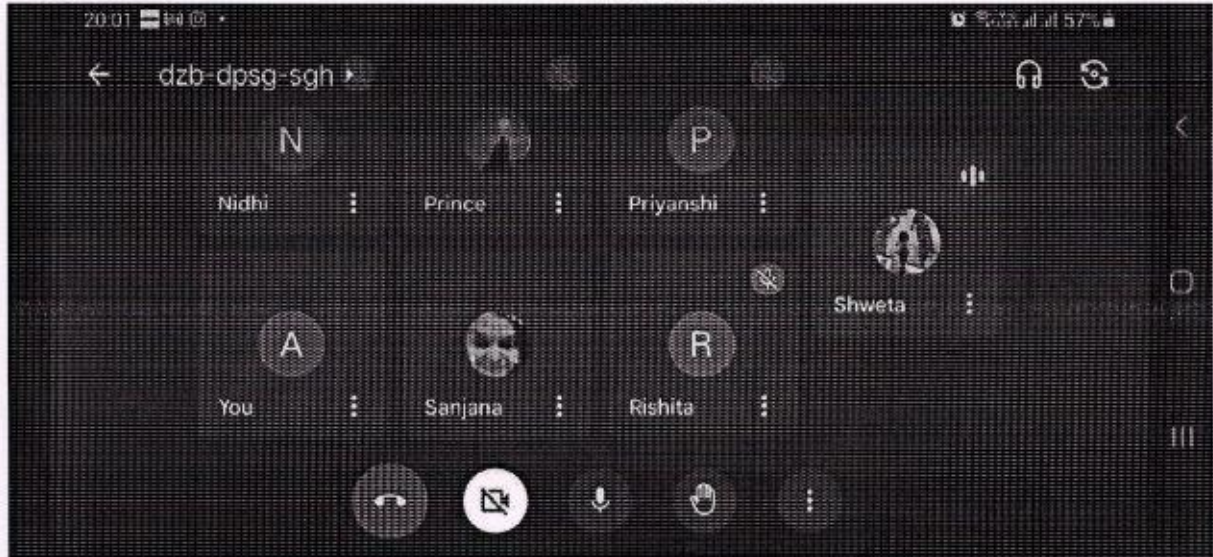 20:01 57%
dzb-dpsg-sgh
N P
Nidhi Prince Priyanshi
Shweta
A R
You Sanjana Rishita